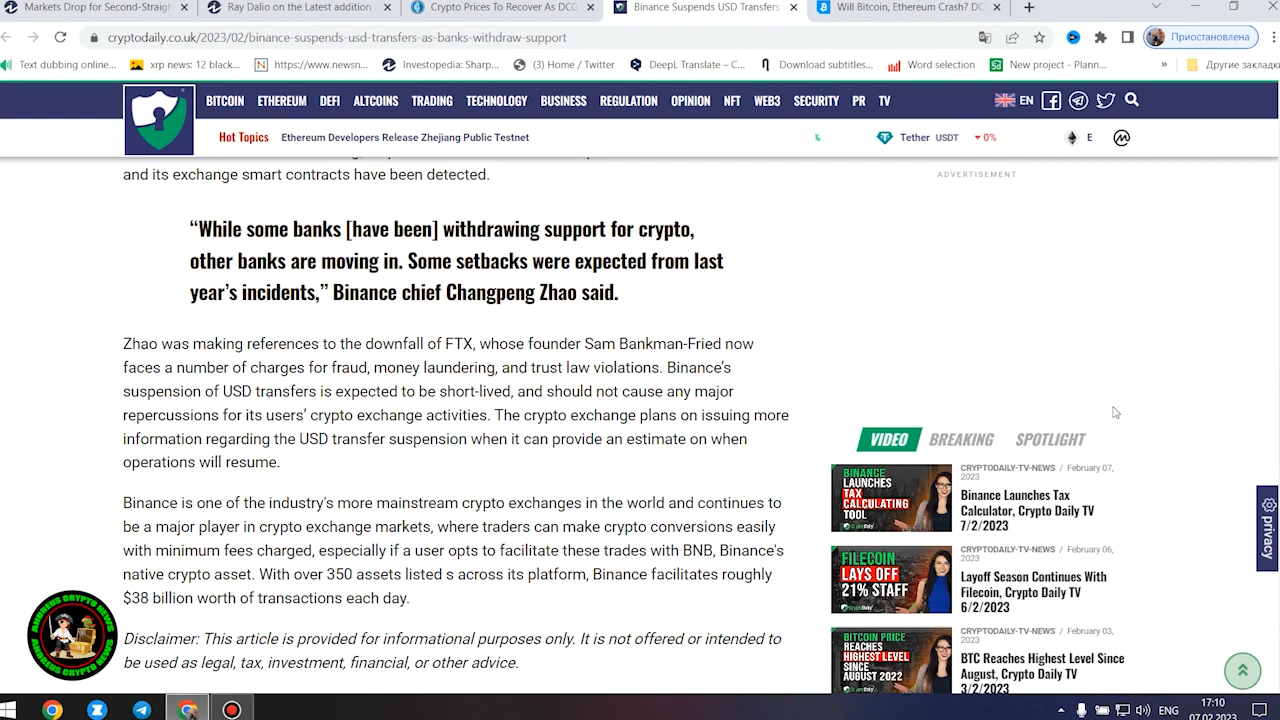 Markets Drop for Second-Straigh
Ray Dalio on the Latest addition
Crypto Prices To Recover As DCG
Binance Suspends USD Transfers
Will Bitcoin, Ethereum Crash? DC
cryptodaily.co.uk/2023/02/binance-suspends-usd-transfers-as-banks-withdraw-support
Приостановлена
Text dubbing online...
xrp news: 12 black...
https://www.newsn...
Investopedia: Sharp...
(3) Home / Twitter
DeepL Translate – C...
Download subtitles...
Word selection
New project - Plann...
»
Другие закладки
BITCOIN ETHEREUM DEFI ALTCOINS TRADING TECHNOLOGY BUSINESS REGULATION OPINION NFT WEB3 SECURITY PR TV
EN
Hot Topics
Ethereum Developers Release Zhejiang Public Testnet
₺
Tether USDT ▾ 0%
E
and its exchange smart contracts have been detected.
ADVERTISEMENT
“While some banks [have been] withdrawing support for crypto,
other banks are moving in. Some setbacks were expected from last
year’s incidents,” Binance chief Changpeng Zhao said.
Zhao was making references to the downfall of FTX, whose founder Sam Bankman-Fried now
faces a number of charges for fraud, money laundering, and trust law violations. Binance’s
suspension of USD transfers is expected to be short-lived, and should not cause any major
repercussions for its users’ crypto exchange activities. The crypto exchange plans on issuing more
information regarding the USD transfer suspension when it can provide an estimate on when
operations will resume.
Binance is one of the industry's more mainstream crypto exchanges in the world and continues to
be a major player in crypto exchange markets, where traders can make crypto conversions easily
with minimum fees charged, especially if a user opts to facilitate these trades with BNB, Binance's
native crypto asset. With over 350 assets listed s across its platform, Binance facilitates roughly
$38 billion worth of transactions each day.
Disclaimer: This article is provided for informational purposes only. It is not offered or intended to
be used as legal, tax, investment, financial, or other advice.
VIDEO BREAKING SPOTLIGHT
BINANCE
LAUNCHES
TAX
CALCULATING
TOOL
CRYPTODAILY-TV-NEWS / February 07,
2023
Binance Launches Tax
Calculator, Crypto Daily TV
7/2/2023
FILECOIN
LAYS OFF
21% STAFF
CRYPTODAILY-TV-NEWS / February 06,
2023
Layoff Season Continues With
Filecoin, Crypto Daily TV
6/2/2023
BITCOIN PRICE
REACHES
HIGHEST LEVEL
SINCE
AUGUST 2022
CRYPTODAILY-TV-NEWS / February 03,
2023
BTC Reaches Highest Level Since
August, Crypto Daily TV
3/2/2023
privacy
ANDREUS CRYPTO NEWS
ANDREUS CRYPTO NEWS
ENG
17:10
07.02.2023